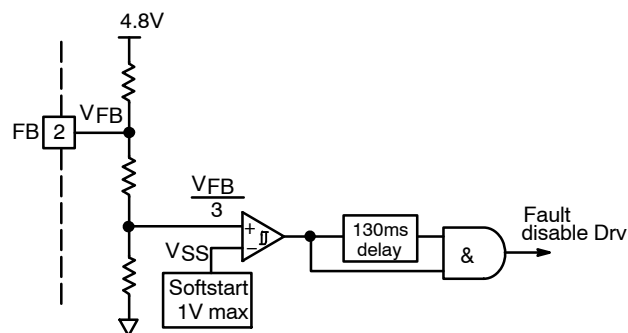 4.8V
VFB
FB 2
VFB
3
+
−
VSS
Softstart
1V max
130ms
delay
&
Fault
disable Drv